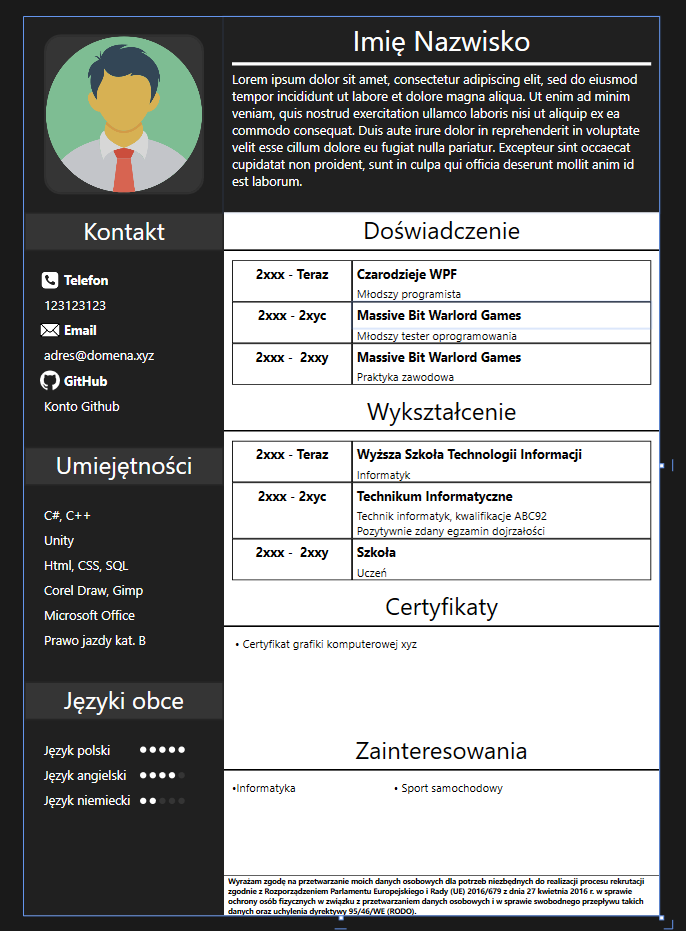 Imię Nazwisko
Lorem ipsum dolor sit amet, consectetur adipiscing elit, sed do eiusmod
tempor incididunt ut labore et dolore magna aliqua. Ut enim ad minim
veniam, quis nostrud exercitation ullamco laboris nisi ut aliquip ex ea
commodo consequat. Duis aute irure dolor in reprehenderit in voluptate
velit esse cillum dolore eu fugiat nulla pariatur. Excepteur sint occaecat
cupidatat non proident, sunt in culpa qui officia deserunt mollit anim id
est laborum.
Kontakt
Telefon
123123123
Email
adres@domena.xyz
GitHub
Konto Github
Umiejętności
C#, C++
Unity
Html, CSS, SQL
Corel Draw, Gimp
Microsoft Office
Prawo jazdy kat. B
Języki obce
Język polski
Język angielski
Język niemiecki
Doświadczenie
2xxx - Teraz Czarodzieje WPF
Młodszy programista
2xxx - 2xyc Massive Bit Warlord Games
Młodszy tester oprogramowania
2xxx - 2xxy Massive Bit Warlord Games
Praktyka zawodowa
Wykształcenie
2xxx - Teraz Wyższa Szkoła Technologii Informacji
Informatyk
2xxx - 2xyc Technikum Informatyczne
Technik informatyk, kwalifikacje ABC92
Pozytywnie zdany egzamin dojrzałości
2xxx - 2xxy Szkoła
Uczeń
Certyfikaty
• Certyfikat grafiki komputerowej xyz
Zainteresowania
•Informatyka • Sport samochodowy
Wyrażam zgodę na przetwarzanie moich danych osobowych dla potrzeb niezbędnych do realizacji procesu rekrutacji
zgodnie z Rozporządzeniem Parlamentu Europejskiego i Rady (UE) 2016/679 z dnia 27 kwietnia 2016 r. w sprawie
ochrony osób fizycznych w związku z przetwarzaniem danych osobowych i w sprawie swobodnego przepływu takich
danych oraz uchylenia dyrektywy 95/46/WE (RODO).